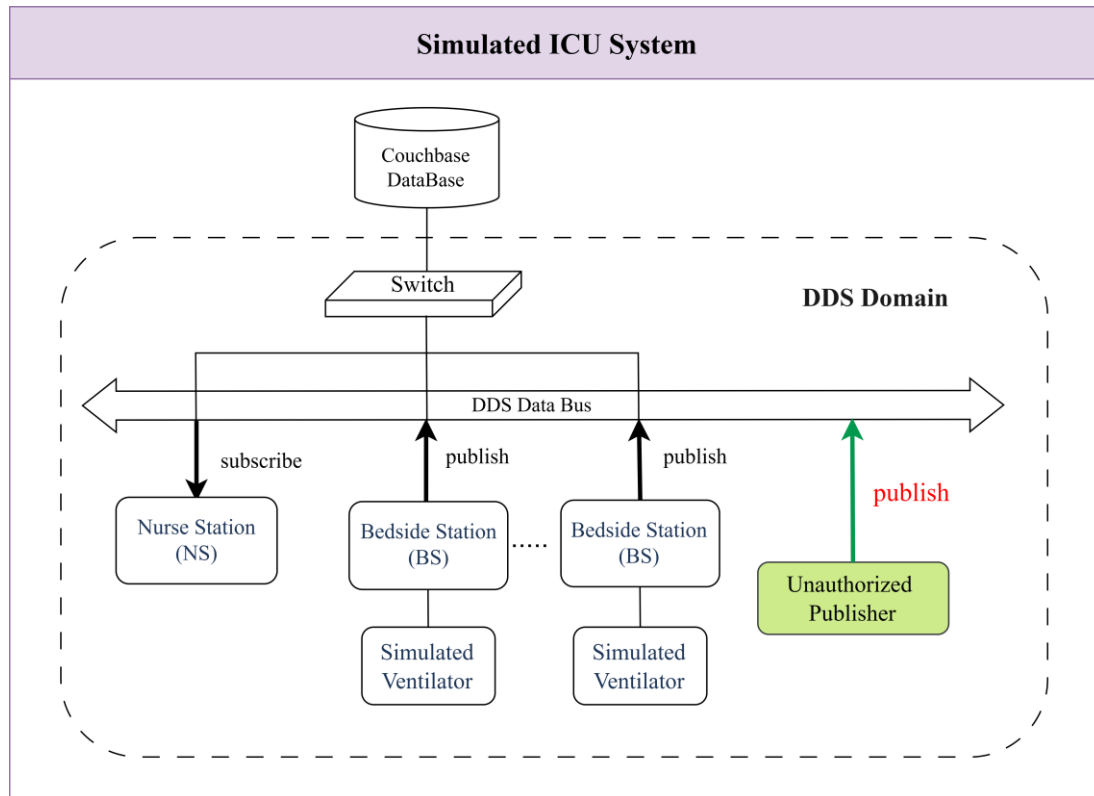 Simulated ICU System
Couchbase
DataBase
Switch
DDS Domain
DDS Data Bus
subscribe
publish
publish
publish
Nurse Station
(NS)
Bedside Station
(BS)
.....
Bedside Station
(BS)
Unauthorized
Publisher
Simulated
Ventilator
Simulated
Ventilator